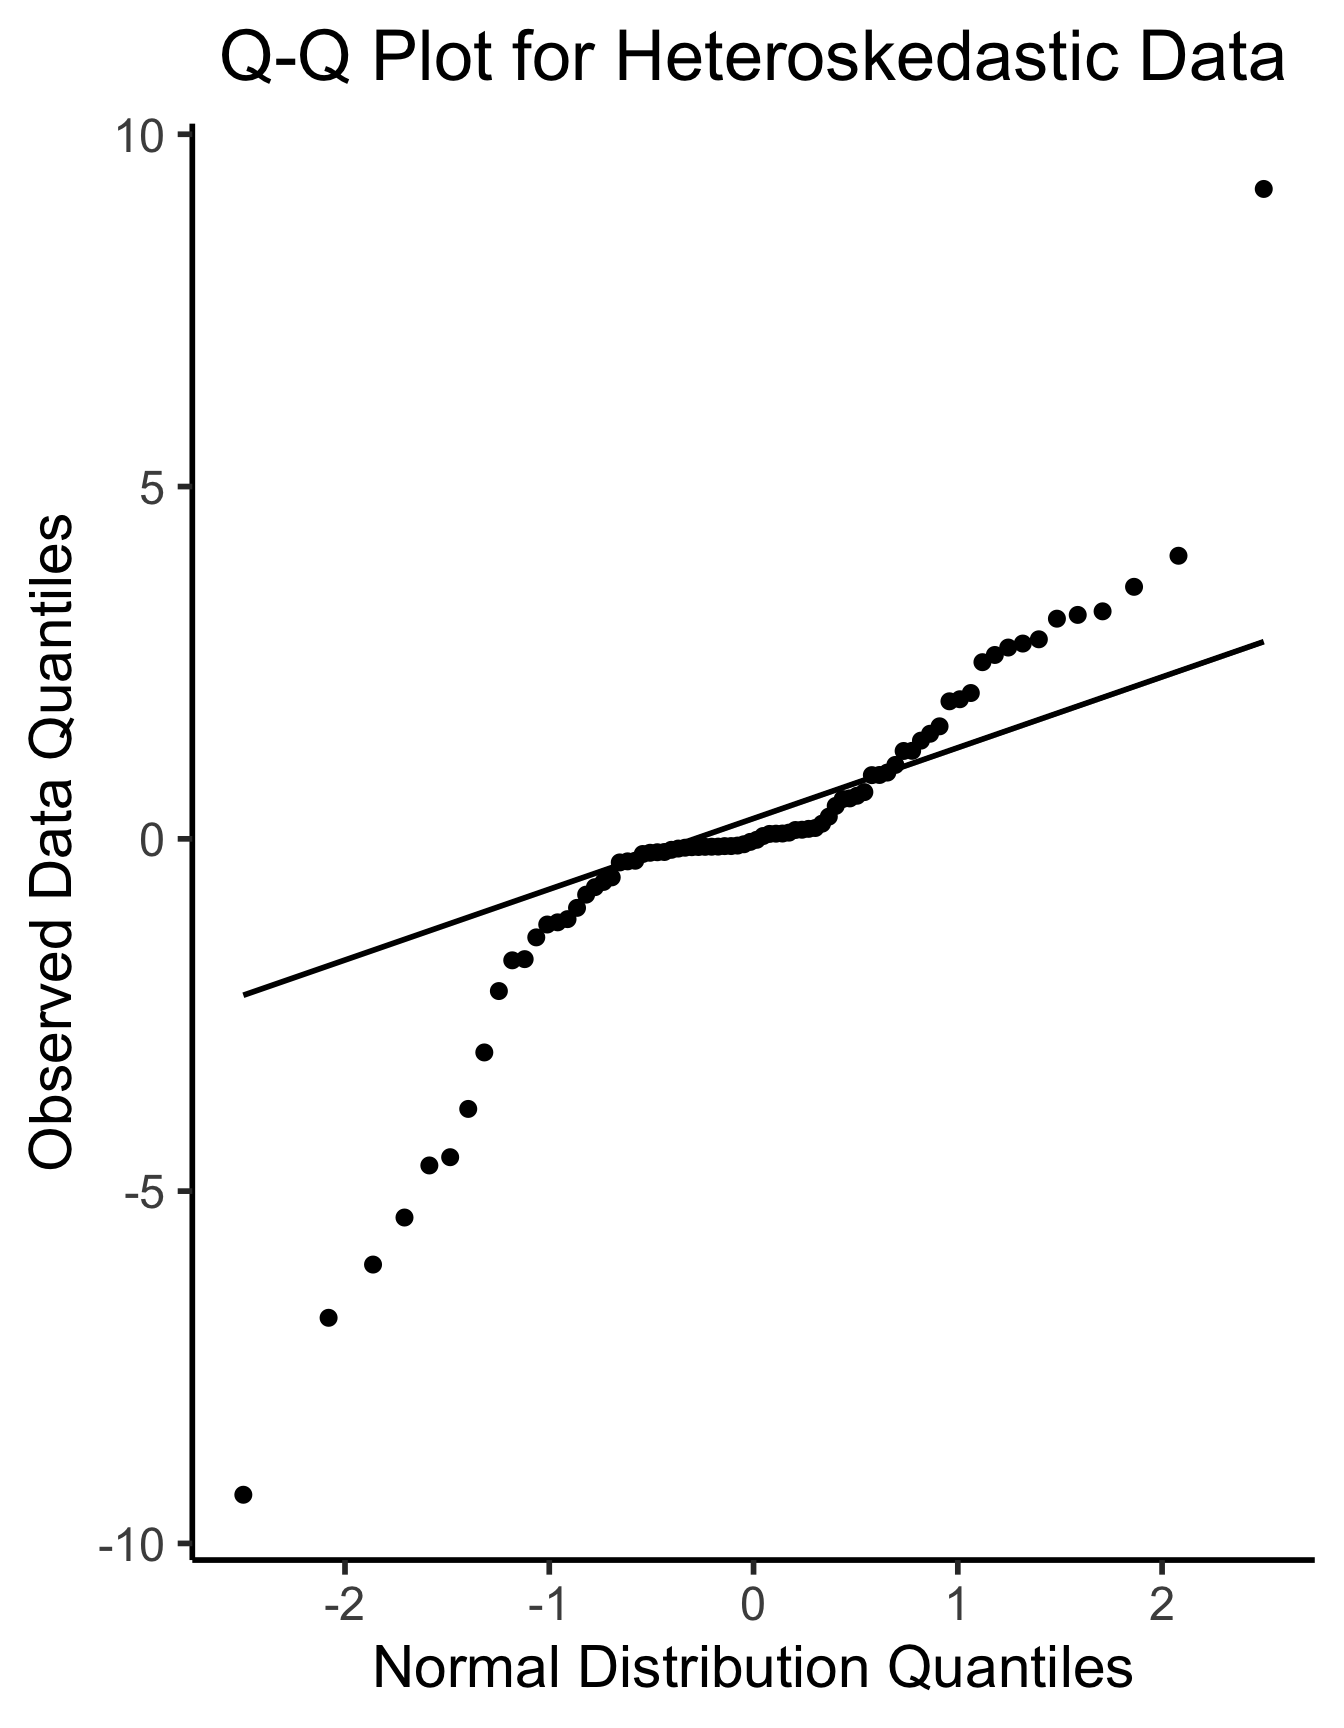 Q-Q Plot for Heteroskedastic Data
10
5
0
-5
-10
Observed Data Quantiles
-2 -1 0 1 2
Normal Distribution Quantiles